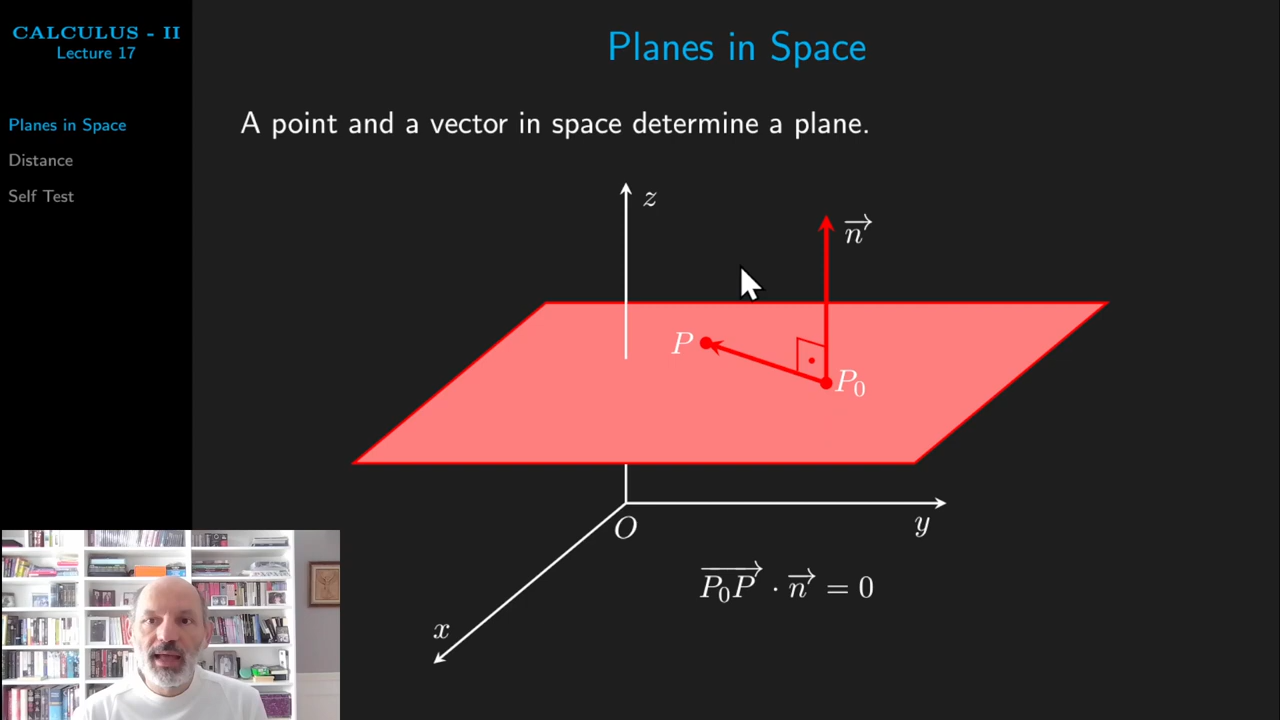 CALCULUS - II
Lecture 17
Planes in Space
Distance
Self Test
Planes in Space
A point and a vector in space determine a plane.
z
n⃗
P
P₀
O
y
x
P₀P⃗ · n⃗ = 0